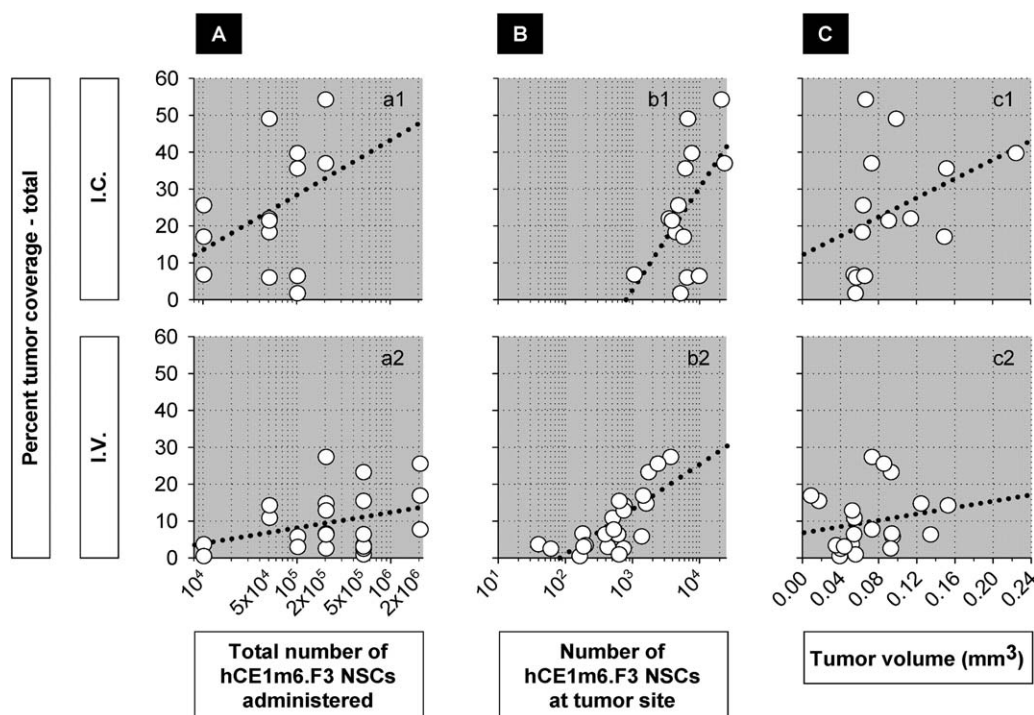 A
B
C
Percent tumor coverage - total
I.C.
60
50
40
30
20
10
0
a1
b1
c1
I.V.
60
50
40
30
20
10
0
a2
b2
c2
10⁴
5x10⁴
10⁵
2x10⁵
5x10⁵
10⁶
2x10⁶
10¹
10²
10³
10⁴
0.00
0.04
0.08
0.12
0.16
0.20
0.24
Total number of
hCE1m6.F3 NSCs
administered
Number of
hCE1m6.F3 NSCs
at tumor site
Tumor volume (mm³)